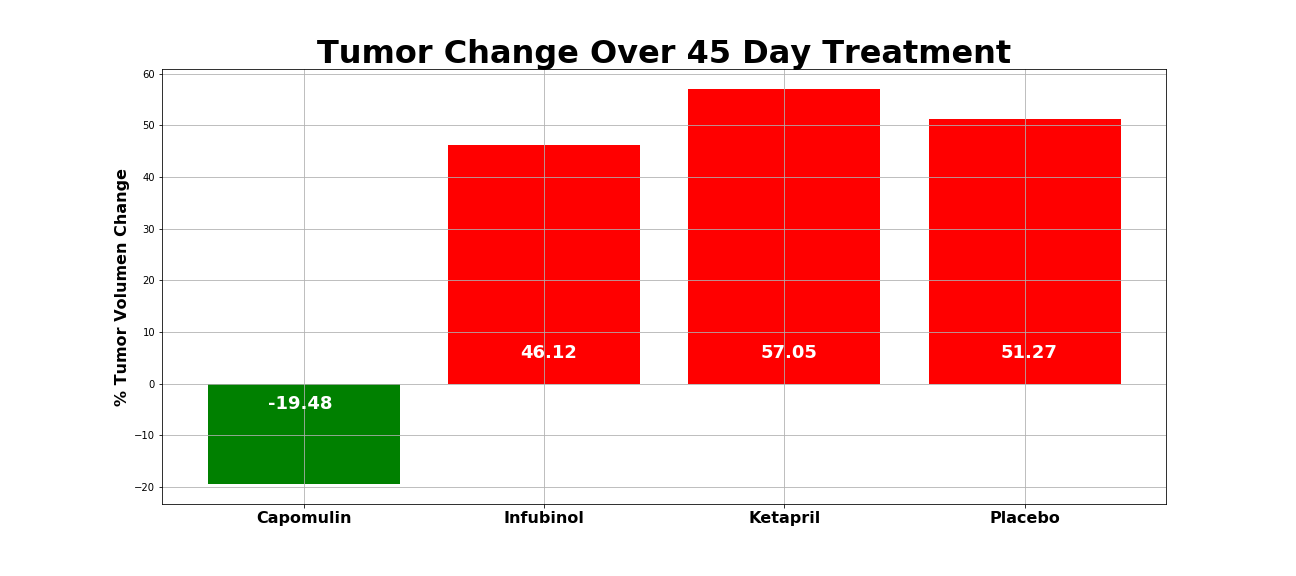 Tumor Change Over 45 Day Treatment
% Tumor Volumen Change
60
50
40
30
20
10
0
−10
−20
-19.48
46.12
57.05
51.27
Capomulin
Infubinol
Ketapril
Placebo